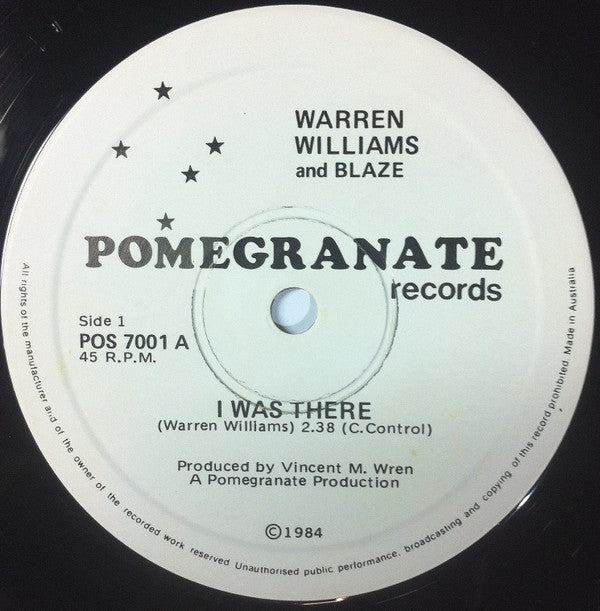 WARREN
WILLIAMS
and BLAZE
POMEGRANATE
records
Side 1
POS 7001 A
45 R.P.M.
I WAS THERE
(Warren Williams) 2.38 (C.Control)
Produced by Vincent M. Wren
A Pomegranate Production
©1984
All rights of the manufacturer and of the owner of the recorded work reserved Unauthorised public performance, broadcasting and copying of this record prohibited. Made in Australia